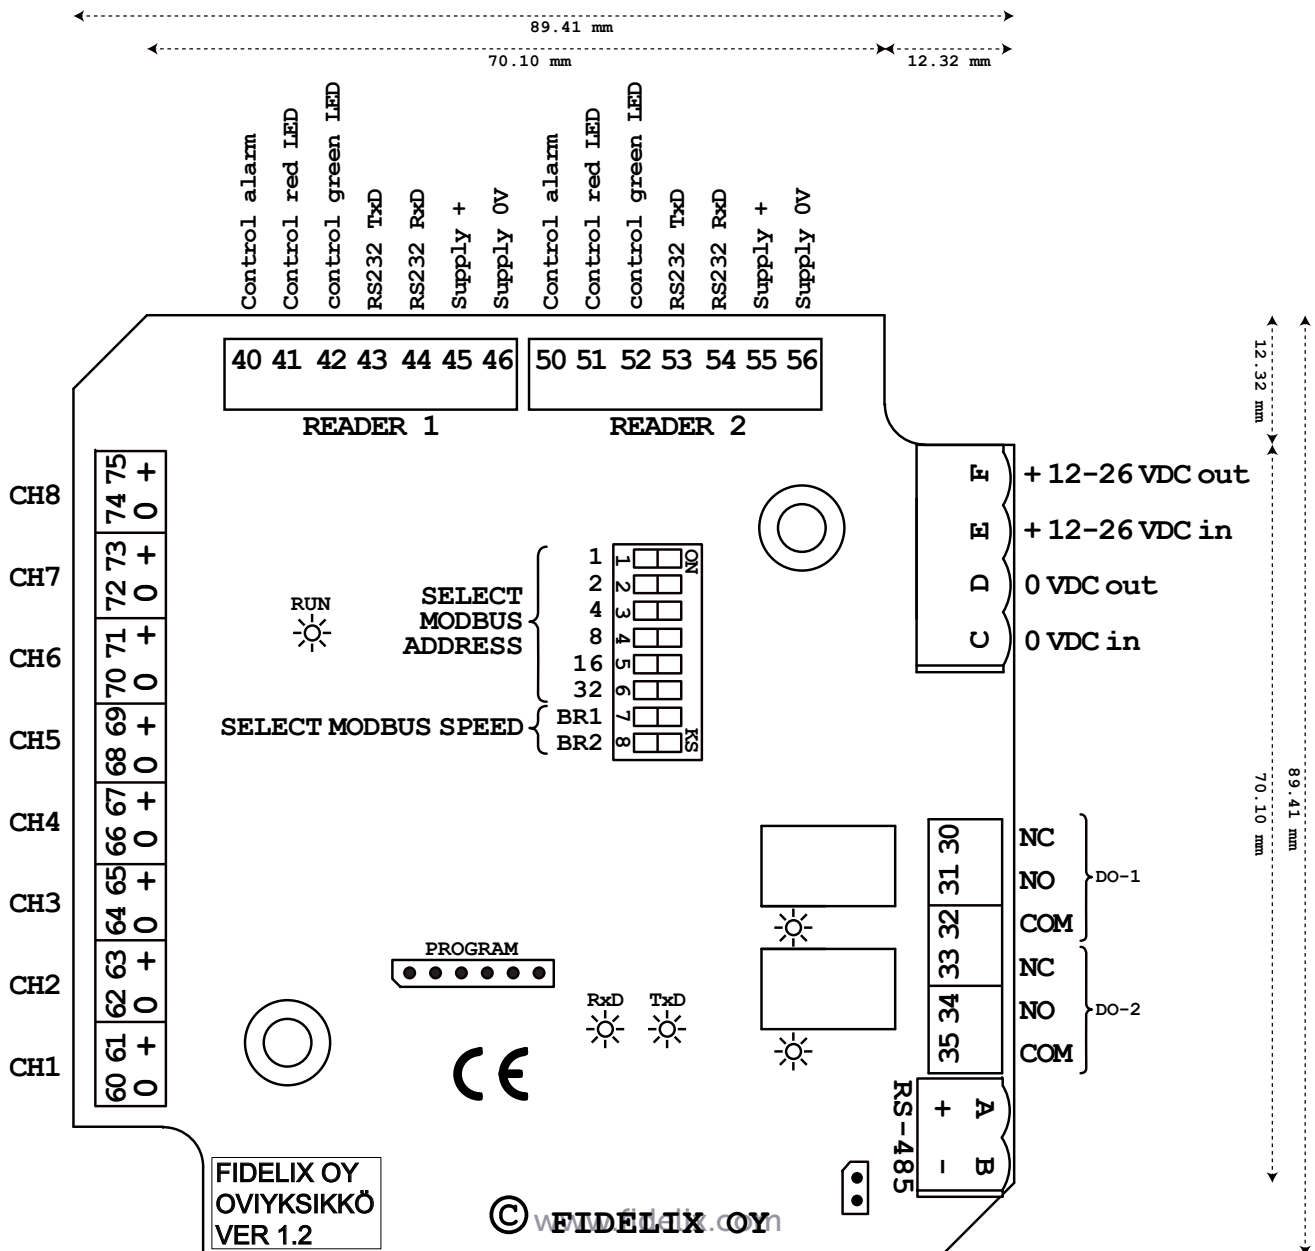 89.41 mm
70.10 mm
12.32 mm
Control alarm
Control red LED
control green LED
RS232 TxD
RS232 RxD
Supply +
Supply 0V
Control alarm
Control red LED
control green LED
RS232 TxD
RS232 RxD
Supply +
Supply 0V
40 41 42 43 44 45 46
50 51 52 53 54 55 56
READER 1
READER 2
12.32 mm
70.10 mm
89.41 mm
CH8
74 75
0 +
CH7
72 73
0 +
CH6
70 71
0 +
CH5
68 69
0 +
CH4
66 67
0 +
CH3
64 65
0 +
CH2
62 63
0 +
CH1
60 61
0 +
RUN
SELECT
MODBUS
ADDRESS
SELECT MODBUS SPEED
1
2
4
8
16
32
BR1
BR2
1
2
3
4
5
6
7
8
ON
KS
F
E
D
C
+ 12-26 VDC out
+ 12-26 VDC in
0 VDC out
0 VDC in
30
31
32
33
34
35
NC
NO
COM
DO-1
NC
NO
COM
DO-2
PROGRAM
RxD
TxD
CE
RS-485
+ A
- B
FIDELIX OY
OVIYKSIKKÖ
VER 1.2
© FIDELIX OY
www.fidelix.com